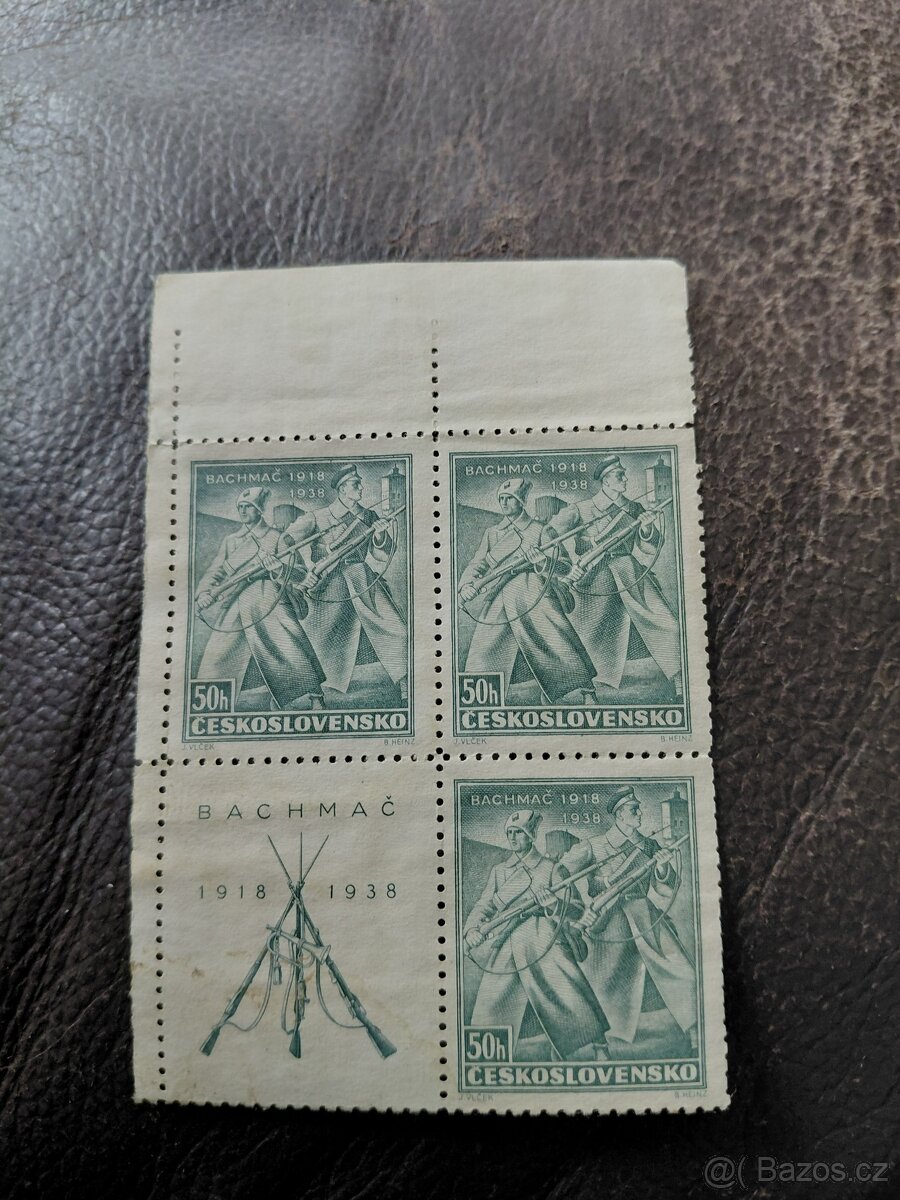 BACHMAČ 1918
1938
50h
ČESKOSLOVENSKO
J. VLČEK B. HEINZ
BACHMAČ 1918
1938
50h
ČESKOSLOVENSKO
J. VLČEK B. HEINZ
BACHMAČ
1918 1938
BACHMAČ 1918
1938
50h
ČESKOSLOVENSKO
J. VLČEK B. HEINZ
@( Bazos.cz